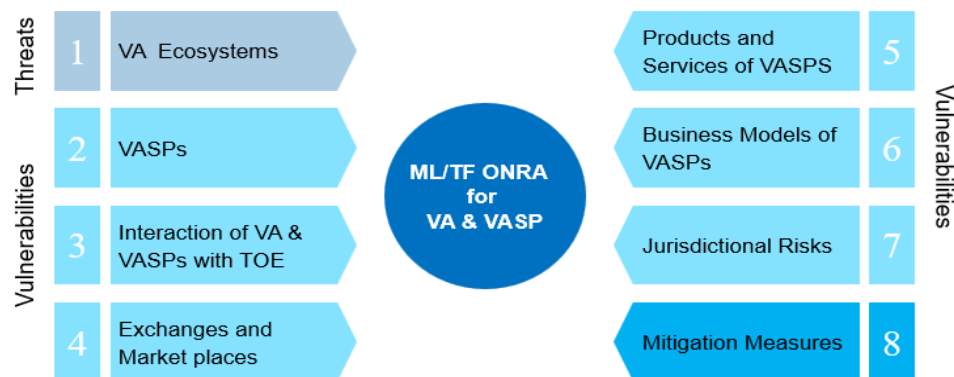 Threats
1
VA Ecosystems
Vulnerabilities
2
VASPs
3
Interaction of VA &
VASPs with TOE
4
Exchanges and
Market places
ML/TF ONRA
for
VA & VASP
Products and
Services of VASPS
5
Business Models of
VASPs
6
Jurisdictional Risks
7
Mitigation Measures
8
Vulnerabilities